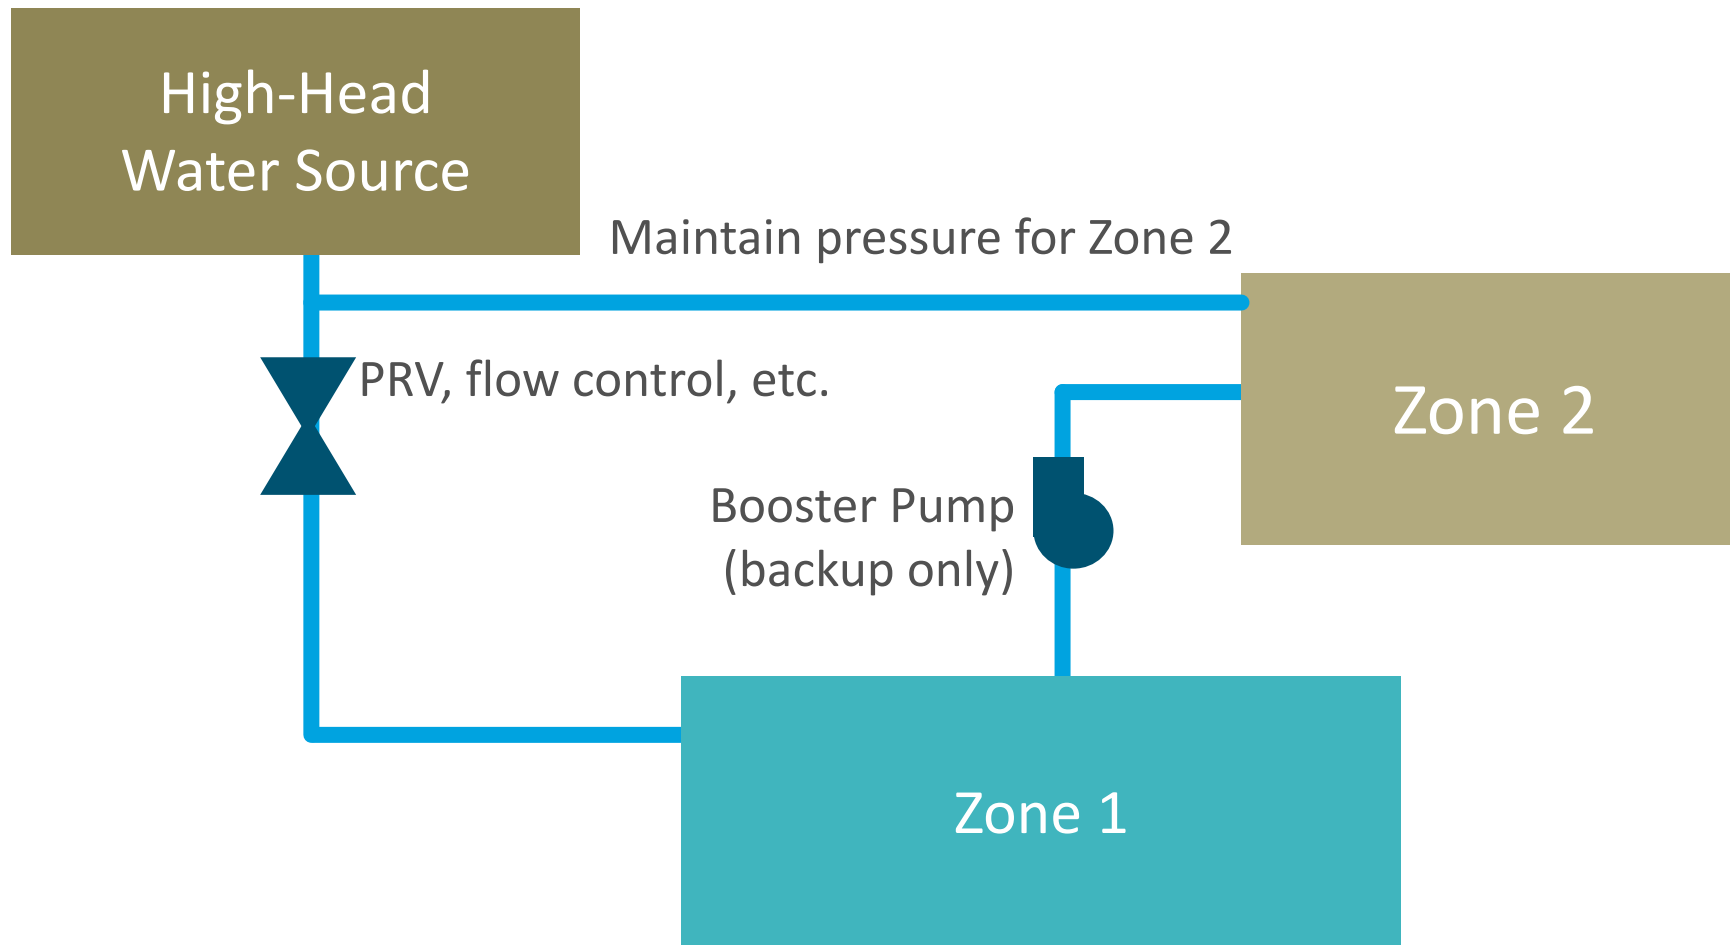 High-Head
Water Source
Maintain pressure for Zone 2
PRV, flow control, etc.
Zone 2
Booster Pump
(backup only)
Zone 1